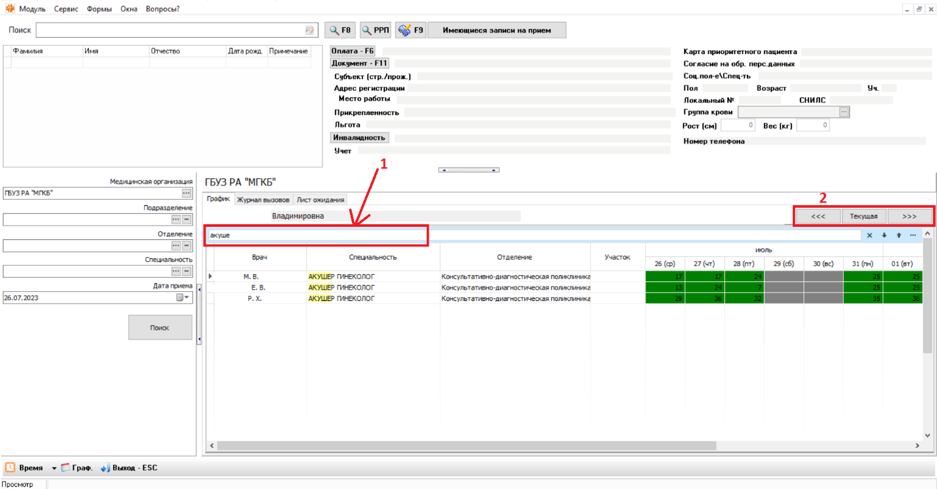 Модуль Сервис Формы Окна Вопросы?
Поиск F8 РРП F9 Имеющиеся записи на прием
Фамилия Имя Отчество Дата рожд. Примечание
Оплата - F6
Документ - F11
Субъект (стр./прож.)
Адрес регистрации
Место работы
Прикрепленность
Льгота
Инвалидность
Учет
Карта приоритетного пациента
Согласие на обр. перс.данных
Соц.пол-е\Спец-ть
Пол Возраст Уч.
Локальный № СНИЛС
Группа крови
Рост (см) 0 Вес (кг) 0
Номер телефона
1
2
Медицинская организация
ГБУЗ РА "МГКБ"
Подразделение
Отделение
Специальность
Дата приема
26.07.2023
Поиск
ГБУЗ РА "МГКБ"
График Журнал вызовов Лист ожидания
Владимировна <<< Текущая >>>
акуше
Врач Специальность Отделение Участок июль
26 (ср) 27 (чт) 28 (пт) 29 (сб) 30 (вс) 31 (пн) 01 (вт)
М. В. АКУШЕР ГИНЕКОЛОГ Консультативно-диагностическая поликлиника 17 17 24 25 25
Е. В. АКУШЕР ГИНЕКОЛОГ Консультативно-диагностическая поликлиника 13 24 7 25 25
Р. Х. АКУШЕР ГИНЕКОЛОГ Консультативно-диагностическая поликлиника 29 36 22 35 36
Время Граф. Выход - ESC
Просмотр